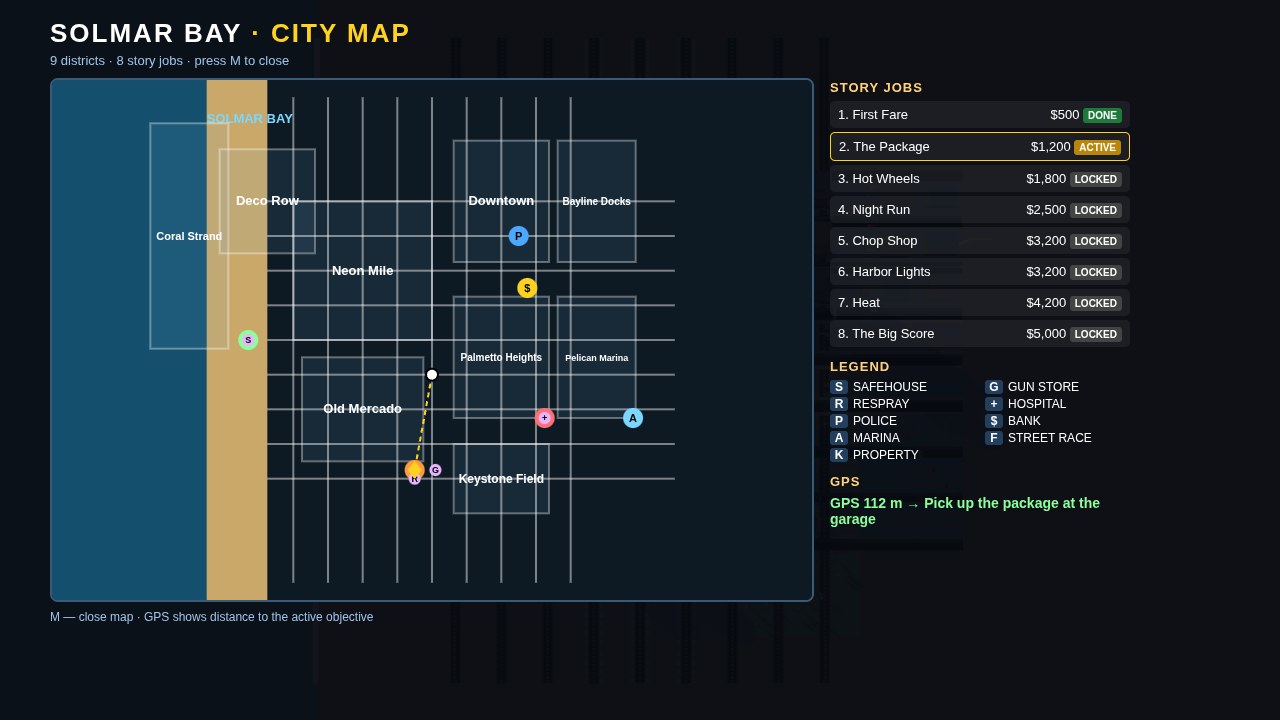 SOLMAR BAY · CITY MAP
9 districts · 8 story jobs · press M to close
SOLMAR BAY
Deco Row
Downtown
Bayline Docks
Coral Strand
P
Neon Mile
$
S
Palmetto Heights
Pelican Marina
Old Mercado
+
A
R
G
Keystone Field
M — close map · GPS shows distance to the active objective
STORY JOBS
1. First Fare $500 DONE
2. The Package $1,200 ACTIVE
3. Hot Wheels $1,800 LOCKED
4. Night Run $2,500 LOCKED
5. Chop Shop $3,200 LOCKED
6. Harbor Lights $3,200 LOCKED
7. Heat $4,200 LOCKED
8. The Big Score $5,000 LOCKED
LEGEND
S SAFEHOUSE G GUN STORE
R RESPRAY + HOSPITAL
P POLICE $ BANK
A MARINA F STREET RACE
K PROPERTY
GPS
GPS 112 m → Pick up the package at the
garage